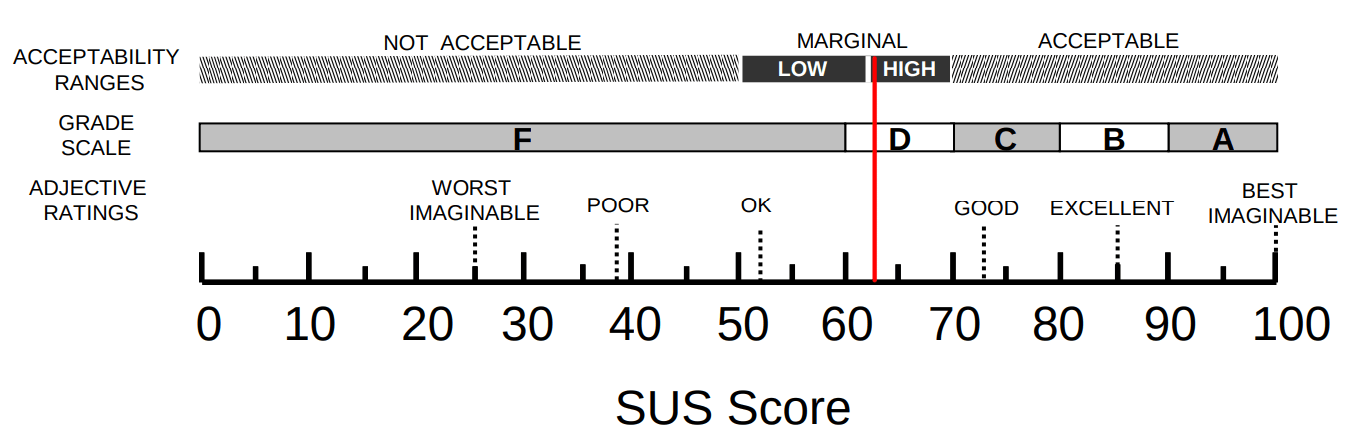 NOT ACCEPTABLE MARGINAL ACCEPTABLE
ACCEPTABILITY
RANGES
LOW HIGH
GRADE
SCALE
F D C B A
ADJECTIVE
RATINGS
WORST
IMAGINABLE
POOR
OK
GOOD
EXCELLENT
BEST
IMAGINABLE
0 10 20 30 40 50 60 70 80 90 100
SUS Score